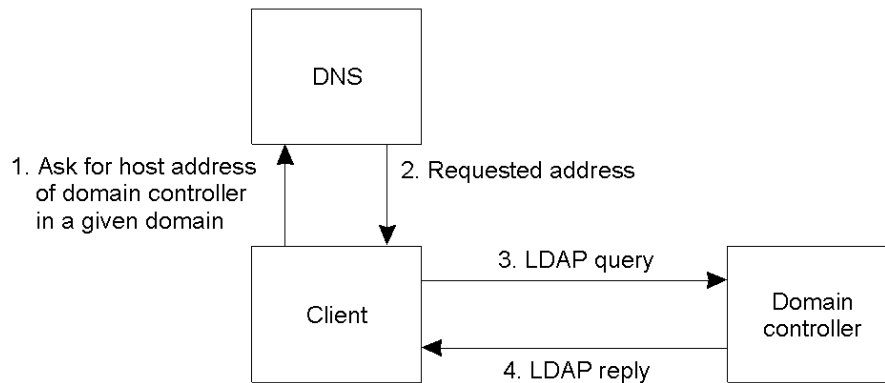 DNS
1. Ask for host address
of domain controller
in a given domain
2. Requested address
3. LDAP query
Client
Domain
controller
4. LDAP reply